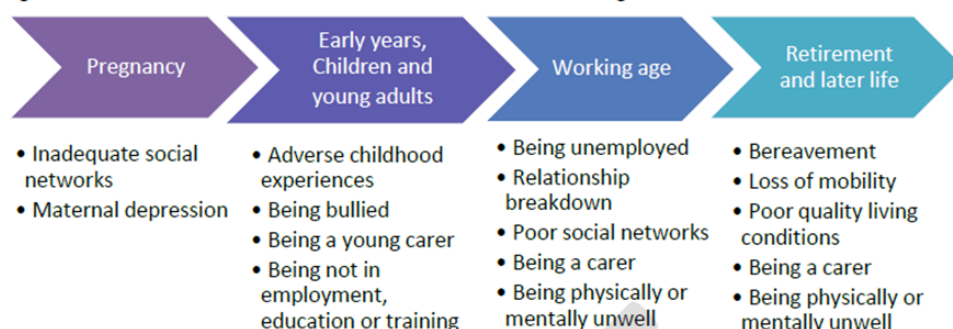 Pregnancy
Early years,
Children and
young adults
Working age
Retirement
and later life
• Inadequate social
networks
• Maternal depression
• Adverse childhood
experiences
• Being bullied
• Being a young carer
• Being not in
employment,
education or training
• Being unemployed
• Relationship
breakdown
• Poor social networks
• Being a carer
• Being physically or
mentally unwell
• Bereavement
• Loss of mobility
• Poor quality living
conditions
• Being a carer
• Being physically or
mentally unwell